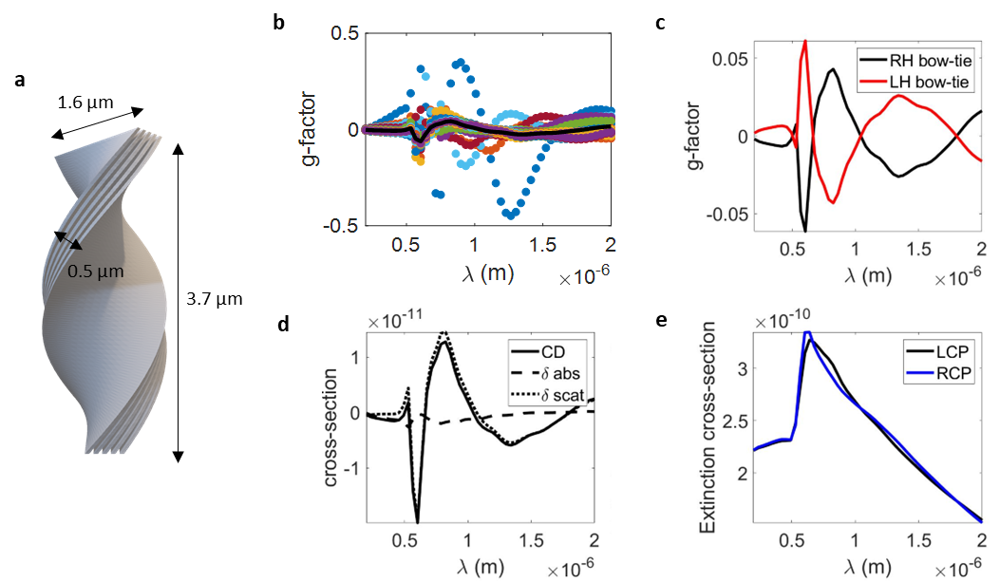 a
1.6 µm
0.5 µm
3.7 µm
b
g-factor
0.5
0
-0.5
0.5
1
1.5
2
λ (m)
×10⁻⁶
c
g-factor
0.05
0
-0.05
RH bow-tie
LH bow-tie
0.5
1
1.5
2
λ (m)
×10⁻⁶
d
×10⁻¹¹
cross-section
1
0
-1
CD
δ abs
δ scat
0.5
1
1.5
2
λ (m)
×10⁻⁶
e
×10⁻¹⁰
Extinction cross-section
3
2.5
2
LCP
RCP
0.5
1
1.5
2
λ (m)
×10⁻⁶